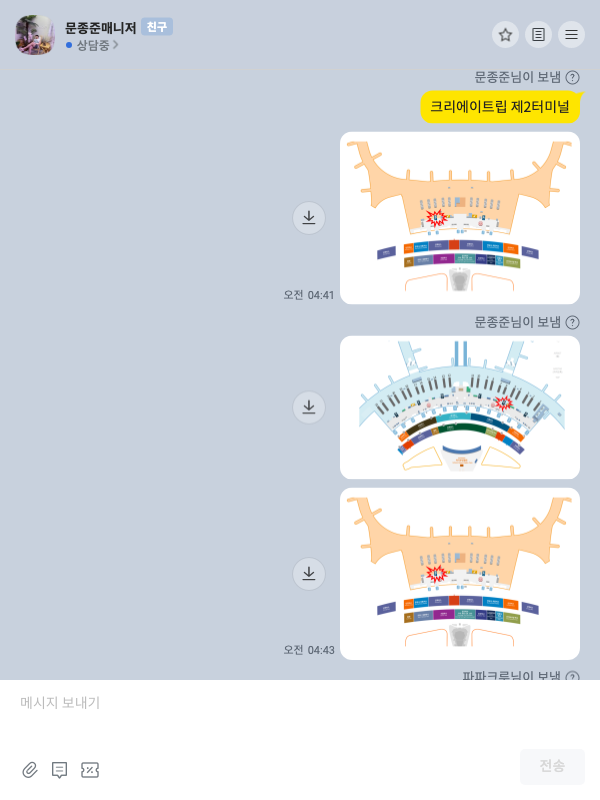 문종준매니저 친구
상담중
문종준님이 보냄
크리에이트립 제2터미널
오전 04:41
문종준님이 보냄
오전 04:43
파파크루님이 보냄
메시지 보내기
전송